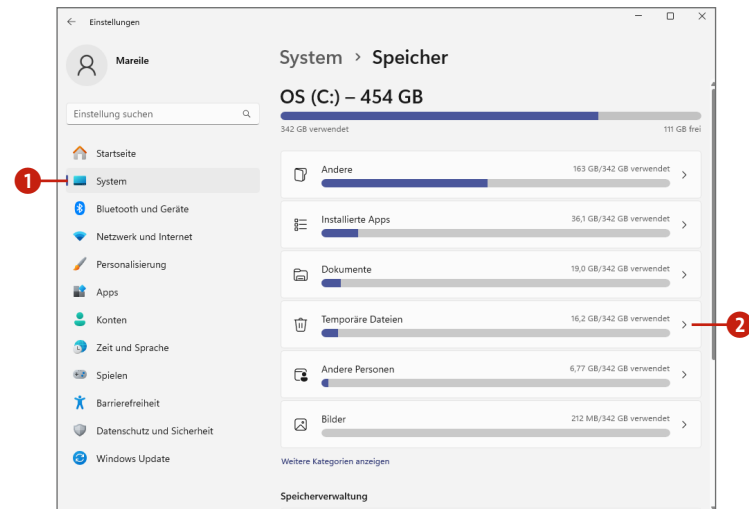 Einstellungen
Mareile
Einstellung suchen
Startseite
1
System
Bluetooth und Geräte
Netzwerk und Internet
Personalisierung
Apps
Konten
Zeit und Sprache
Spielen
Barrierefreiheit
Datenschutz und Sicherheit
Windows Update
System > Speicher
OS (C:) – 454 GB
342 GB verwendet 111 GB frei
Andere 163 GB/342 GB verwendet
Installierte Apps 36,1 GB/342 GB verwendet
Dokumente 19,0 GB/342 GB verwendet
Temporäre Dateien 16,2 GB/342 GB verwendet
2
Andere Personen 6,77 GB/342 GB verwendet
Bilder 212 MB/342 GB verwendet
Weitere Kategorien anzeigen
Speicherverwaltung